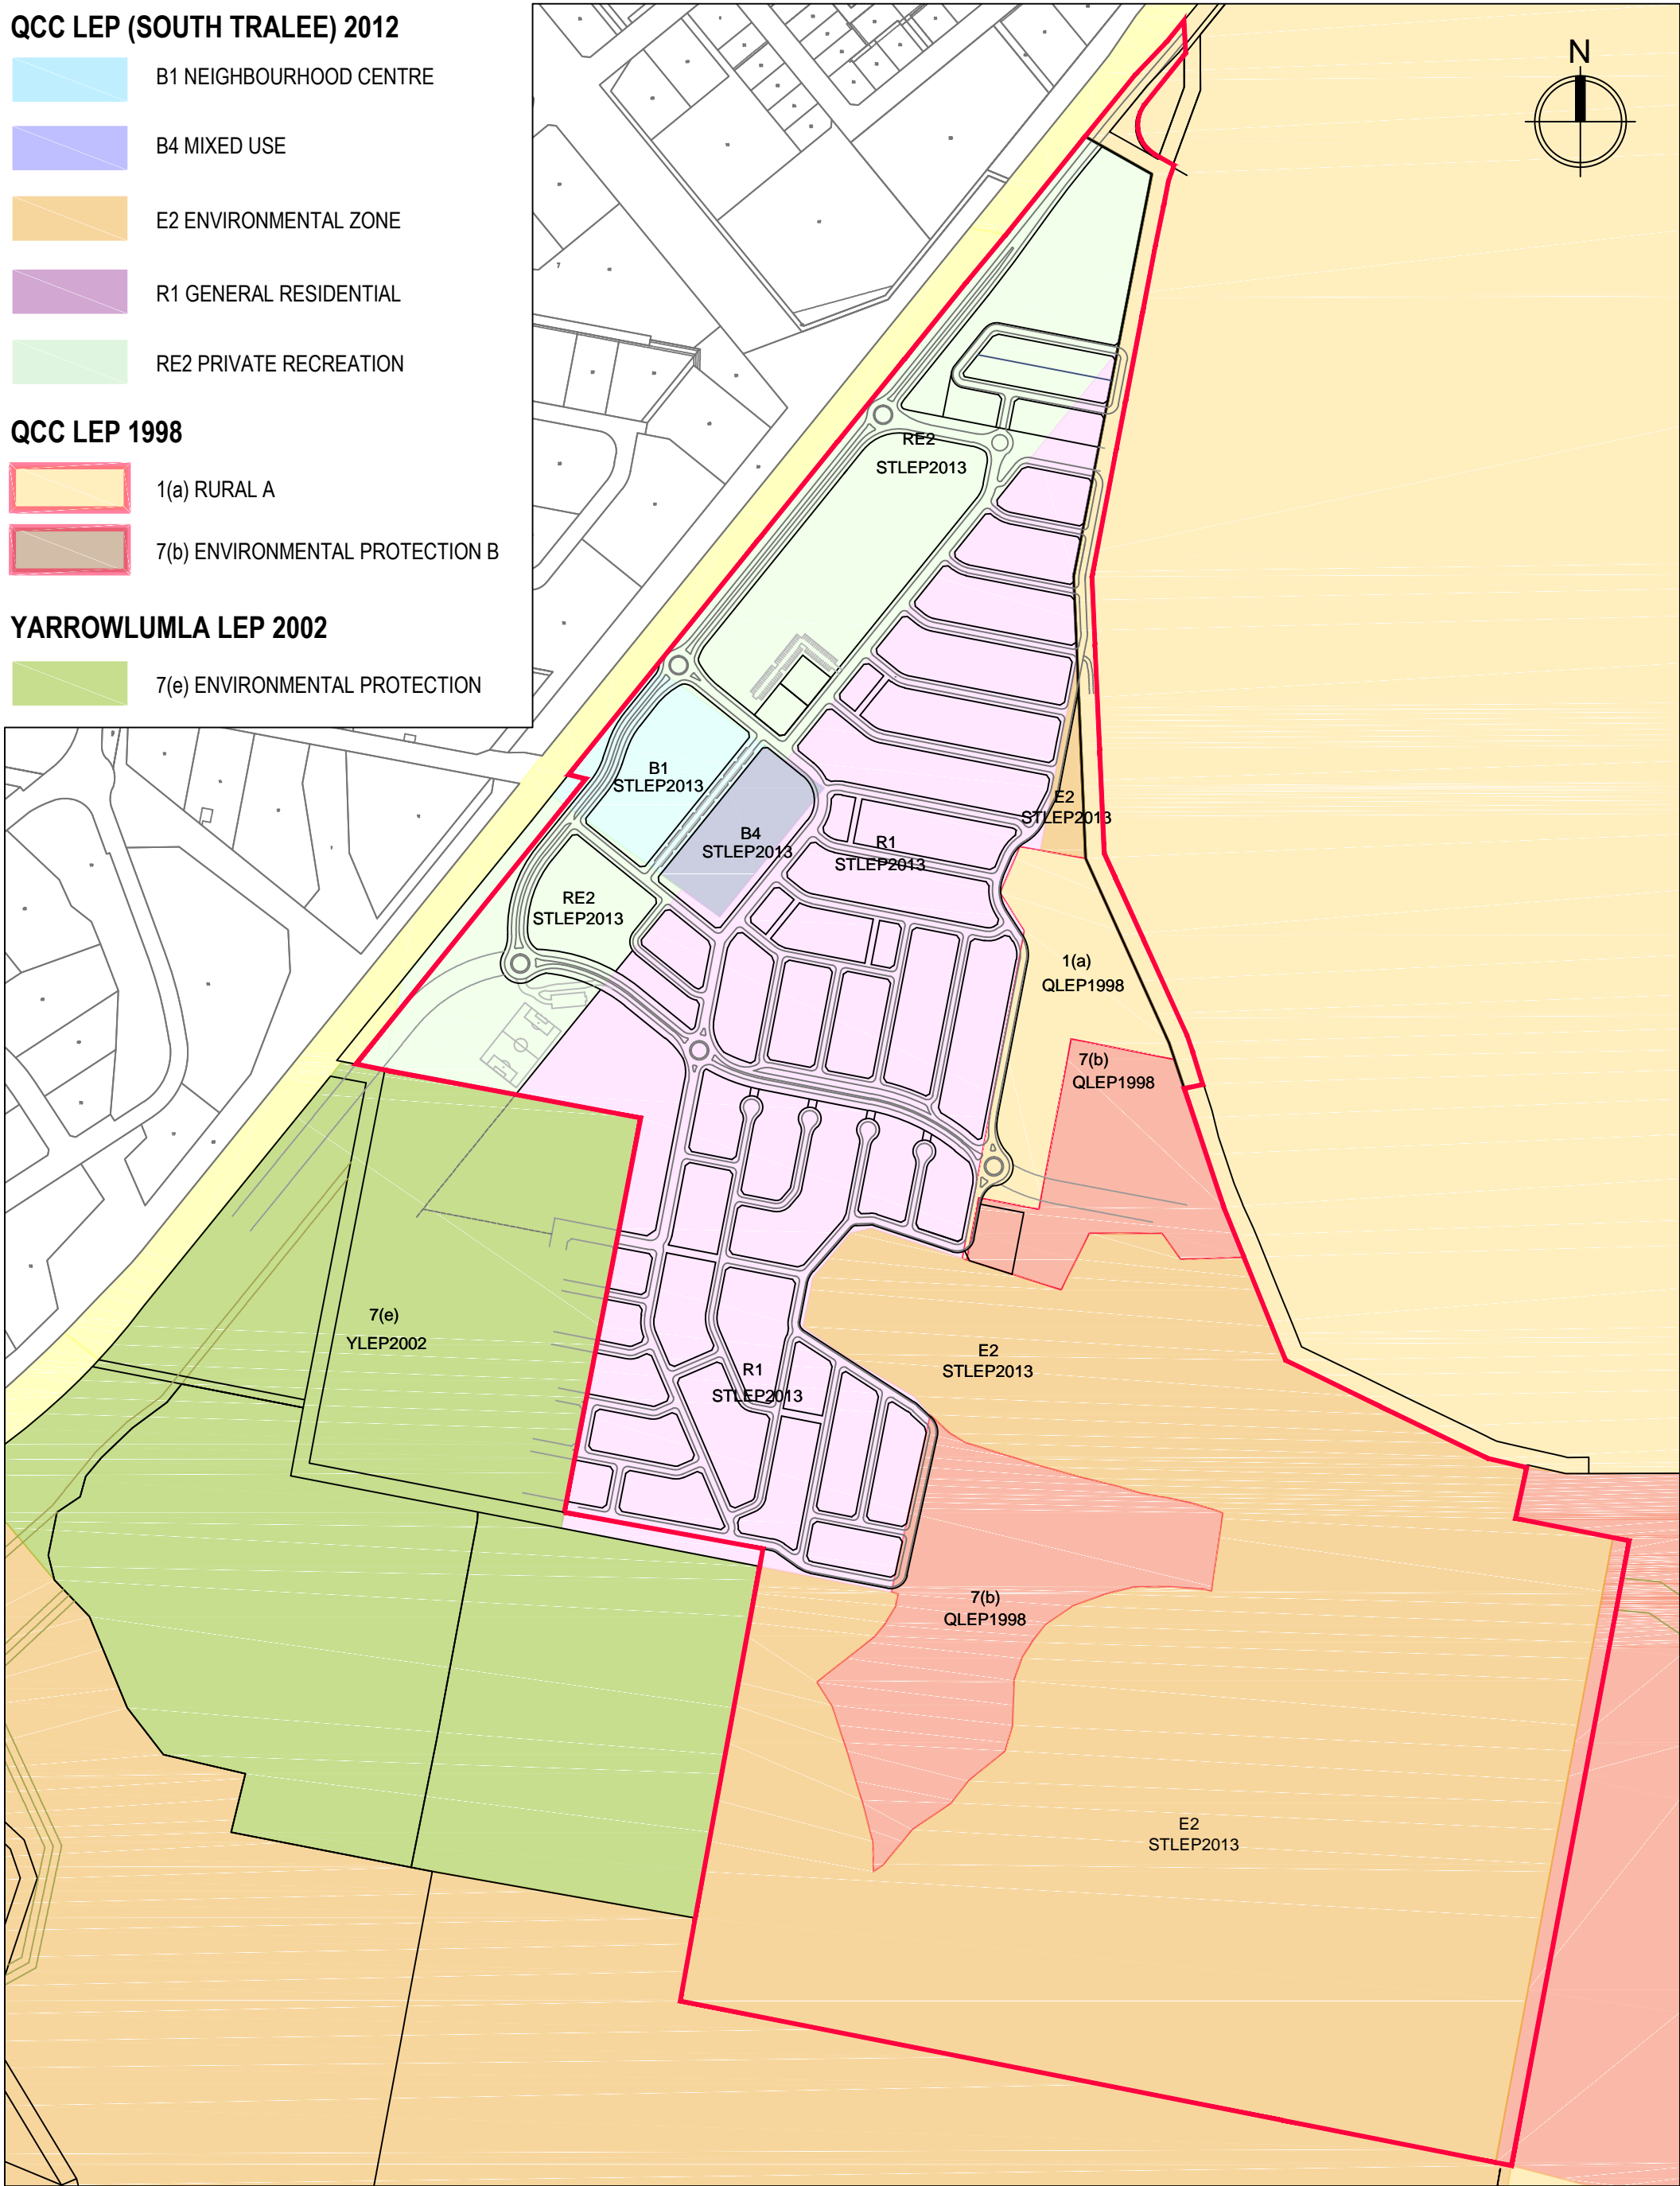 QCC LEP (SOUTH TRALEE) 2012
B1 NEIGHBOURHOOD CENTRE
B4 MIXED USE
E2 ENVIRONMENTAL ZONE
R1 GENERAL RESIDENTIAL
RE2 PRIVATE RECREATION
QCC LEP 1998
1(a) RURAL A
7(b) ENVIRONMENTAL PROTECTION B
YARROWLUMLA LEP 2002
7(e) ENVIRONMENTAL PROTECTION
N
RE2
STLEP2013
B1
STLEP2013
B4
STLEP2013
E2
STLEP2013
R1
STLEP2013
RE2
STLEP2013
1(a)
QLEP1998
7(b)
QLEP1998
7(e)
YLEP2002
E2
STLEP2013
R1
STLEP2013
7(b)
QLEP1998
E2
STLEP2013